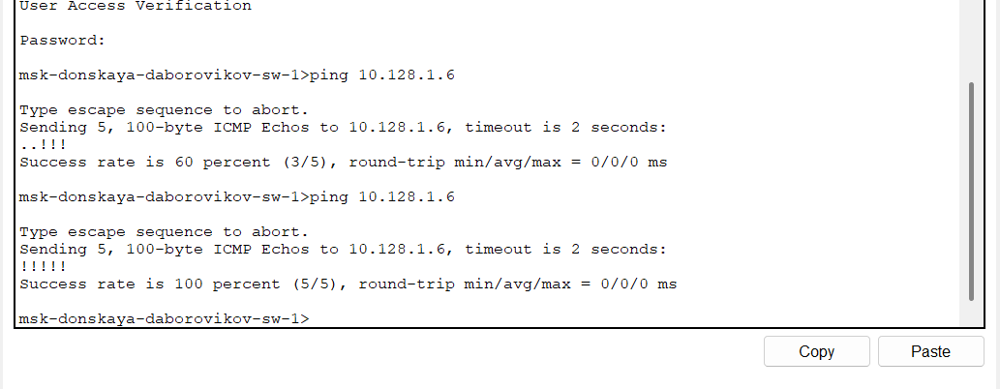 User Access Verification
Password:
msk-donskaya-daborovikov-sw-1>ping 10.128.1.6
Type escape sequence to abort.
Sending 5, 100-byte ICMP Echos to 10.128.1.6, timeout is 2 seconds:
..!!!
Success rate is 60 percent (3/5), round-trip min/avg/max = 0/0/0 ms
msk-donskaya-daborovikov-sw-1>ping 10.128.1.6
Type escape sequence to abort.
Sending 5, 100-byte ICMP Echos to 10.128.1.6, timeout is 2 seconds:
!!!!!
Success rate is 100 percent (5/5), round-trip min/avg/max = 0/0/0 ms
msk-donskaya-daborovikov-sw-1>
Copy Paste